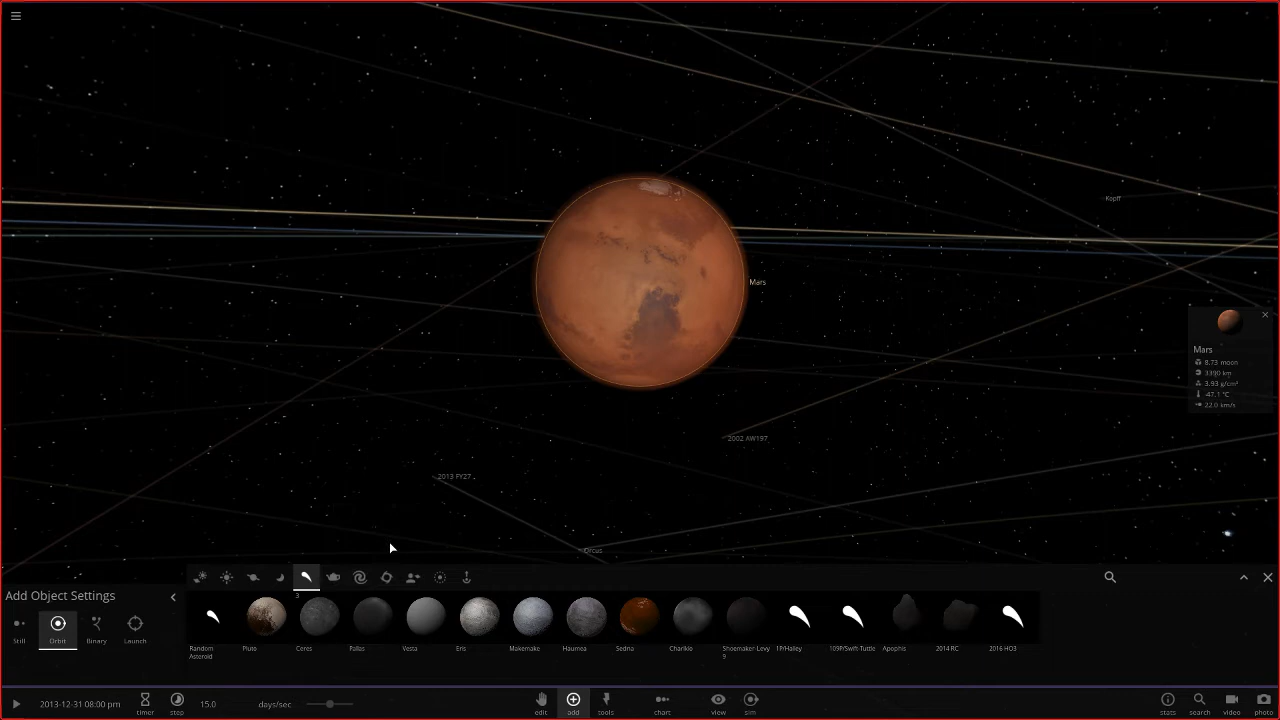 Kopff
Mars
Mars
8.73 moon
3390 km
3.93 g/cm³
-47.1 °C
22.0 km/s
2002 AW197
2013 FY27
Orcus
Add Object Settings
3
Still
Orbit
Binary
Launch
Random Asteroid
Pluto
Ceres
Pallas
Vesta
Eris
Makemake
Haumea
Sedna
Chariklo
Shoemaker-Levy 9
1P/Halley
109P/Swift-Tuttle
Apophis
2014 RC
2016 HO3
2013-12-31 08:00 pm
timer
step
15.0
days/sec
edit
add
tools
chart
view
sim
stats
search
video
photo